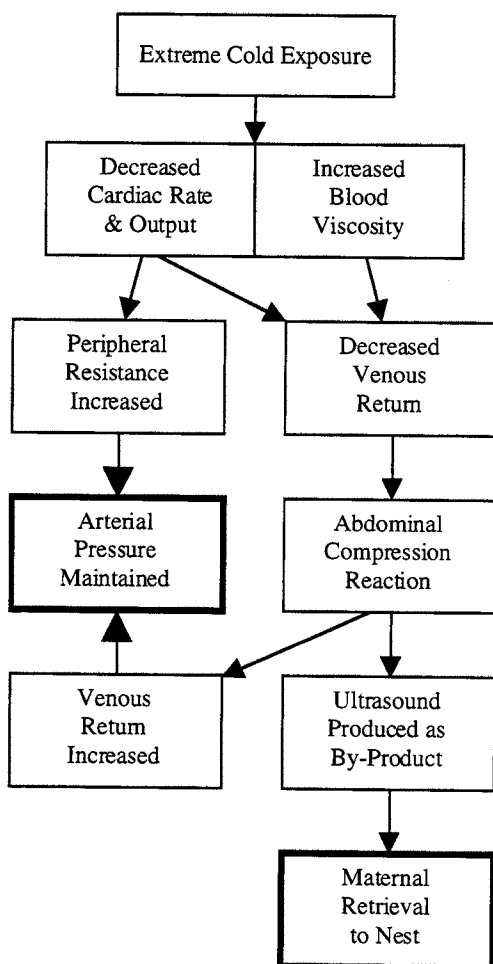 Extreme Cold Exposure
Decreased
Cardiac Rate
& Output
Increased
Blood
Viscosity
Peripheral
Resistance
Increased
Decreased
Venous
Return
Arterial
Pressure
Maintained
Abdominal
Compression
Reaction
Venous
Return
Increased
Ultrasound
Produced as
By-Product
Maternal
Retrieval
to Nest